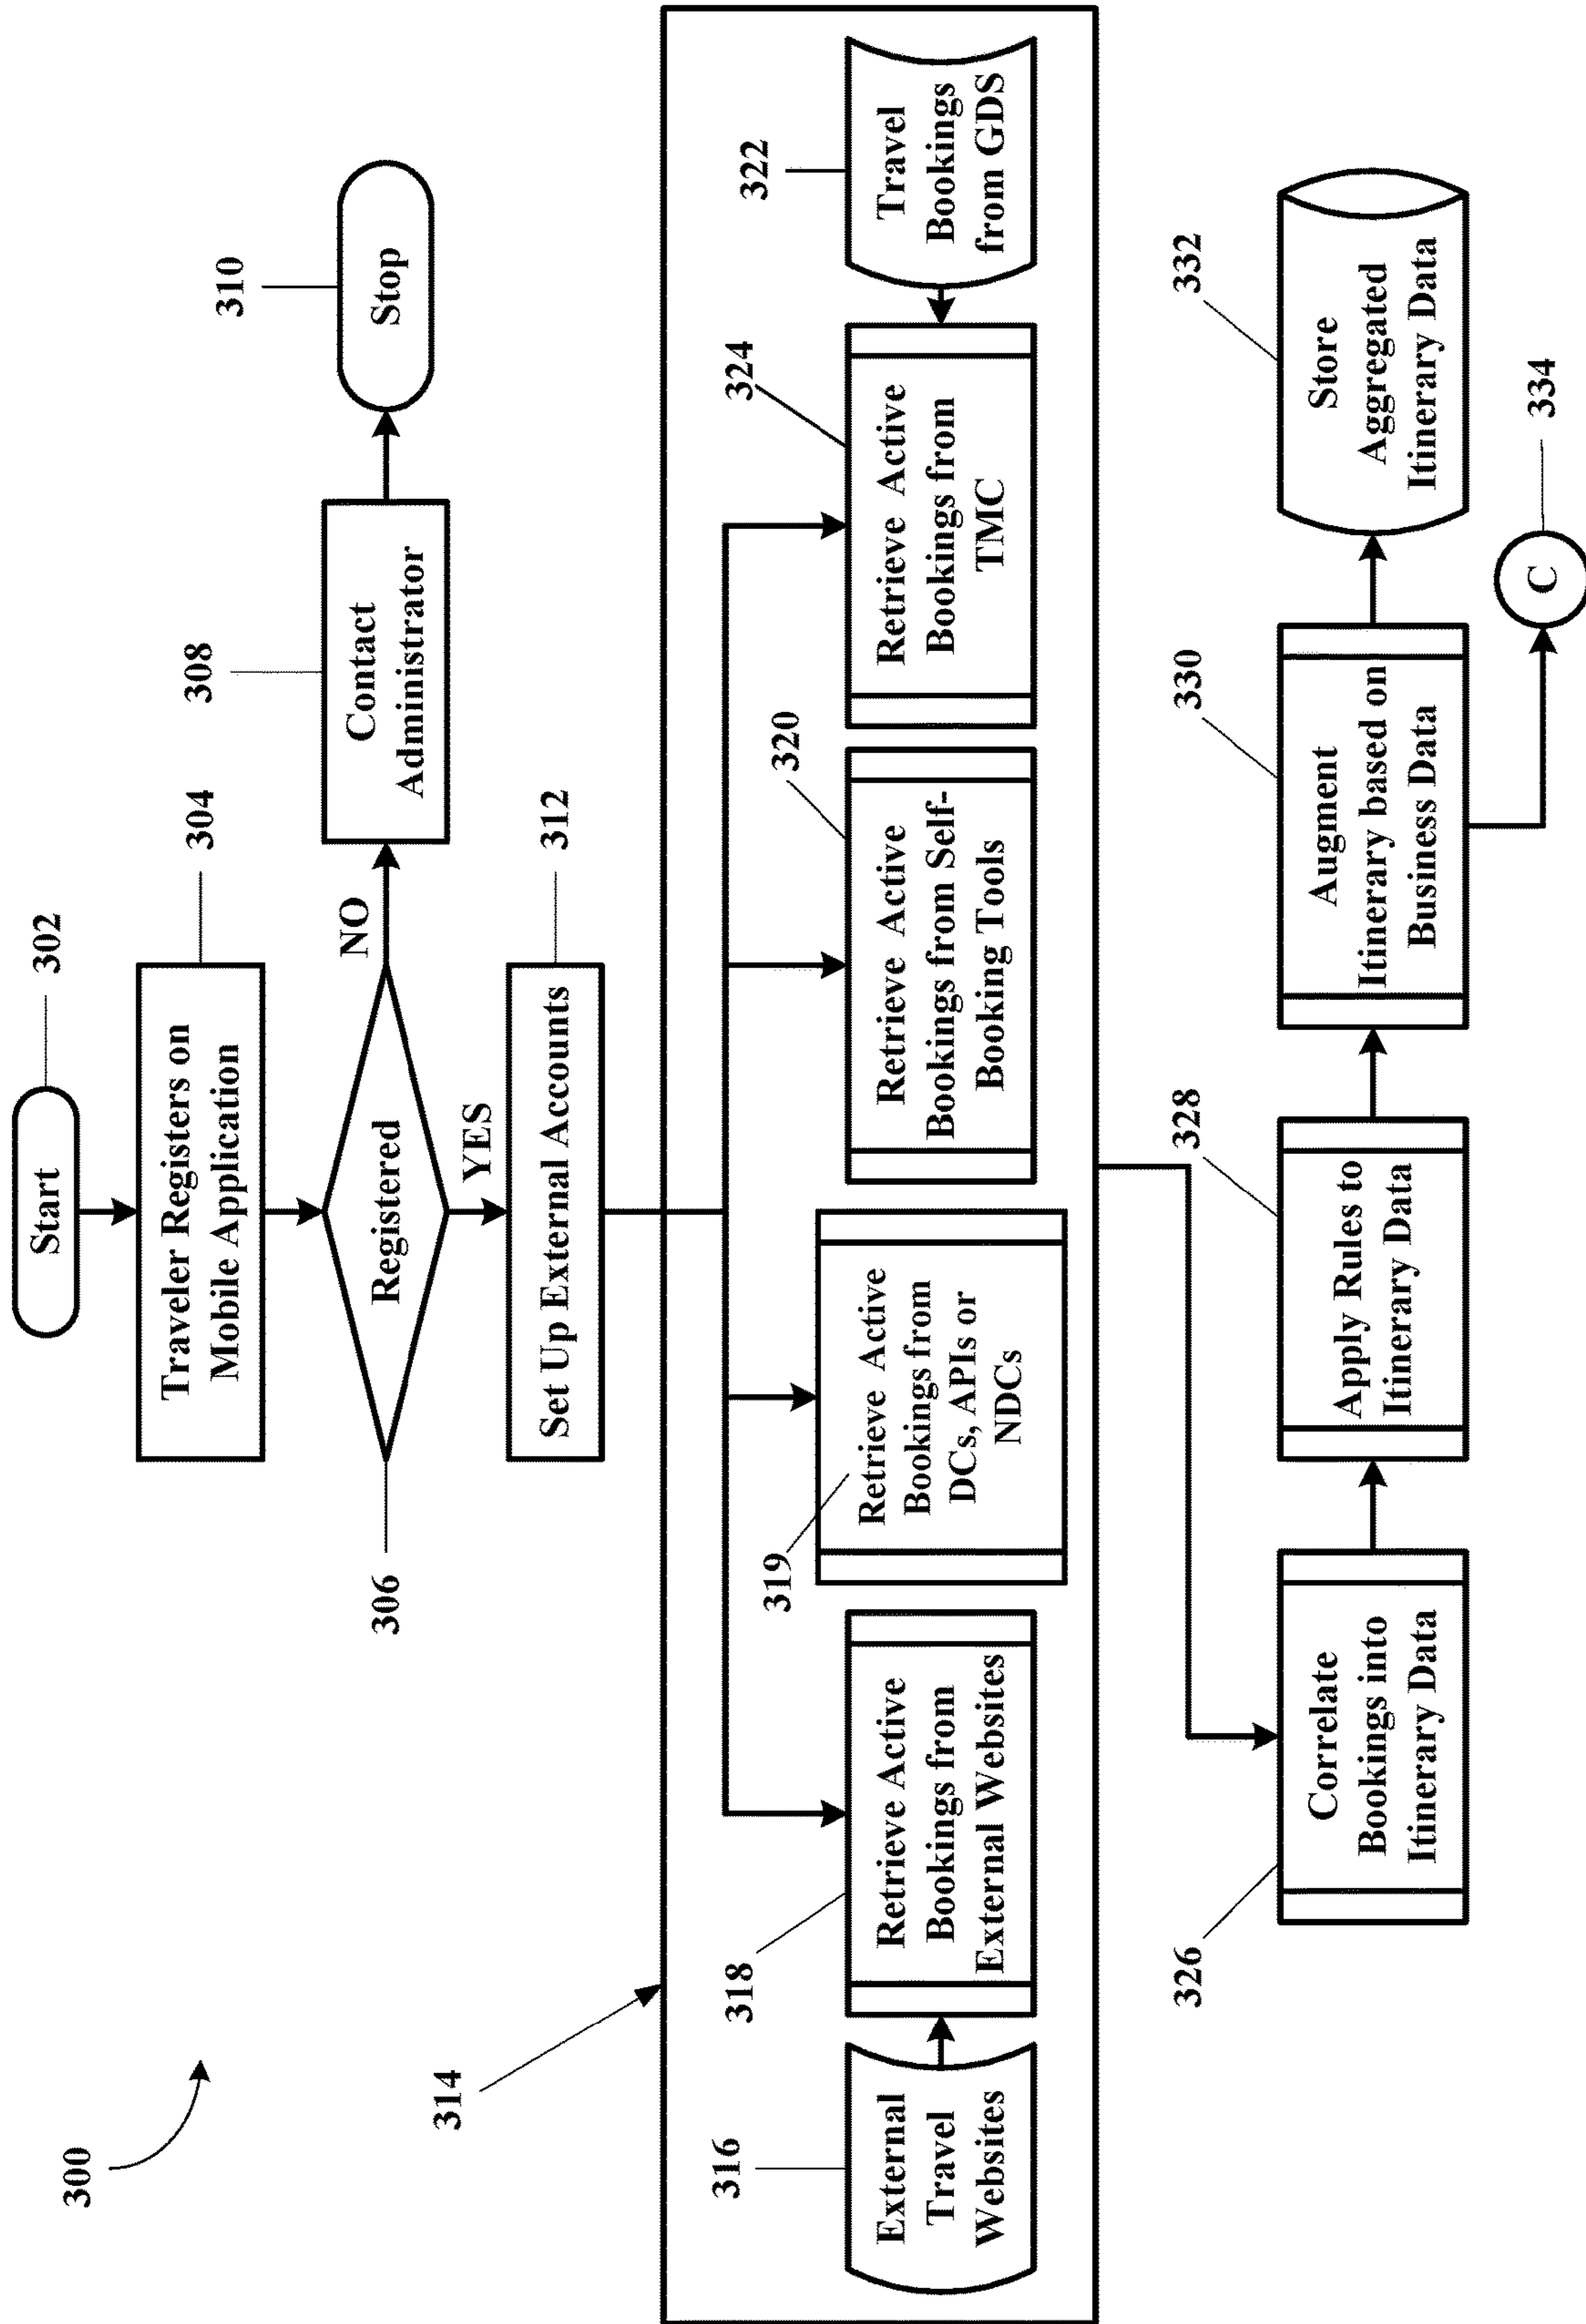 300
302
Start
304
Traveler Registers on
Mobile Application
306
Registered
NO
308
Contact
Administrator
310
Stop
YES
312
Set Up External Accounts
314
316
External
Travel
Websites
318
Retrieve Active
Bookings from
External Websites
319
Retrieve Active
Bookings from
DCs, APIs or
NDCs
320
Retrieve Active
Bookings from Self-
Booking Tools
324
Retrieve Active
Bookings from
TMC
322
Travel
Bookings
from GDS
326
Correlate
Bookings into
Itinerary Data
328
Apply Rules to
Itinerary Data
330
Augment
Itinerary based on
Business Data
332
Store
Aggregated
Itinerary Data
334
C